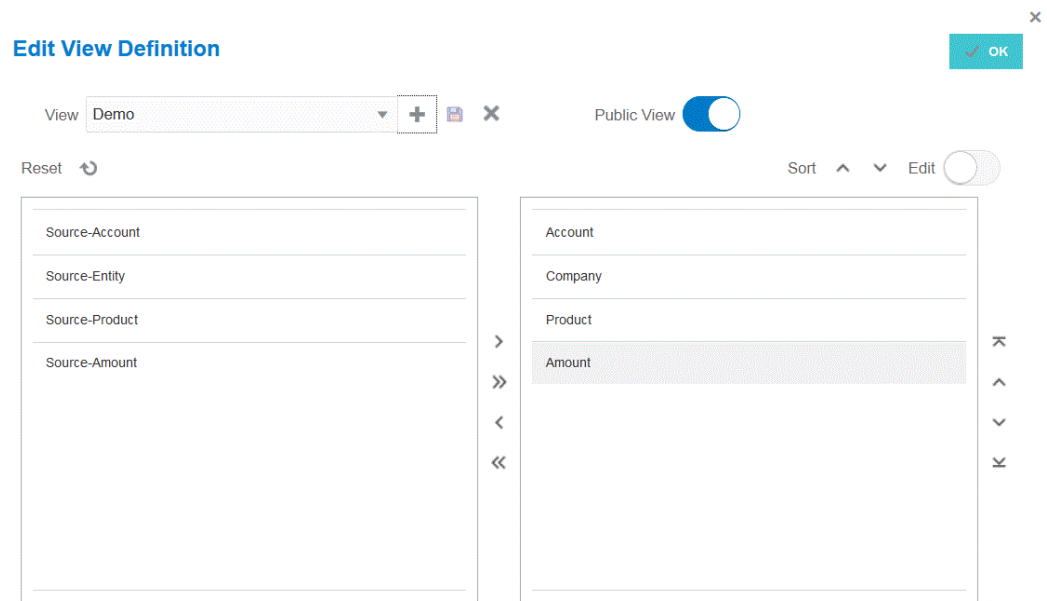 Edit View Definition
OK
View Demo
Public View
Reset
Sort
Edit
Source-Account
Source-Entity
Source-Product
Source-Amount
Account
Company
Product
Amount